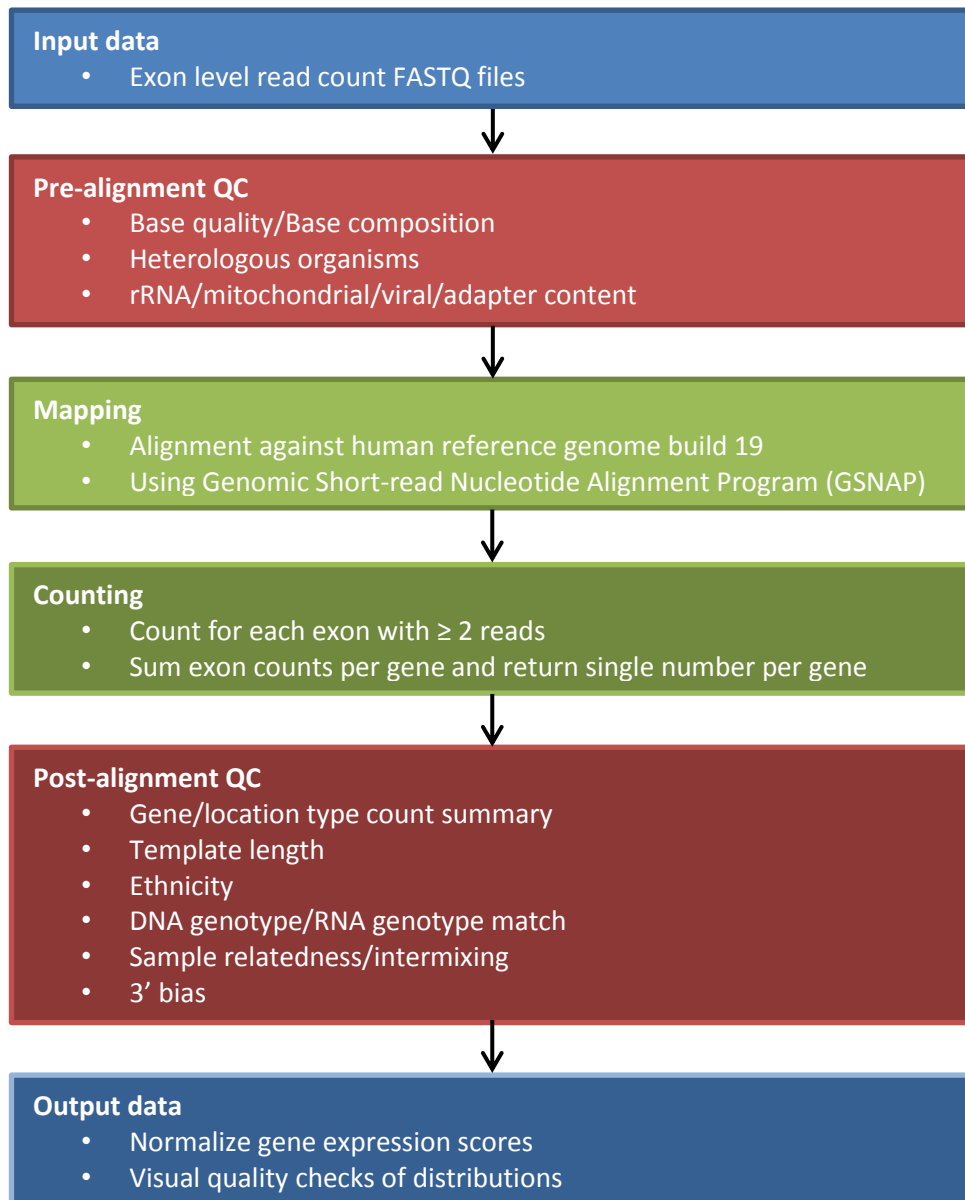 Input data
• Exon level read count FASTQ files
Pre-alignment QC
• Base quality/Base composition
• Heterologous organisms
• rRNA/mitochondrial/viral/adapter content
Mapping
• Alignment against human reference genome build 19
• Using Genomic Short-read Nucleotide Alignment Program (GSNAP)
Counting
• Count for each exon with ≥ 2 reads
• Sum exon counts per gene and return single number per gene
Post-alignment QC
• Gene/location type count summary
• Template length
• Ethnicity
• DNA genotype/RNA genotype match
• Sample relatedness/intermixing
• 3’ bias
Output data
• Normalize gene expression scores
• Visual quality checks of distributions